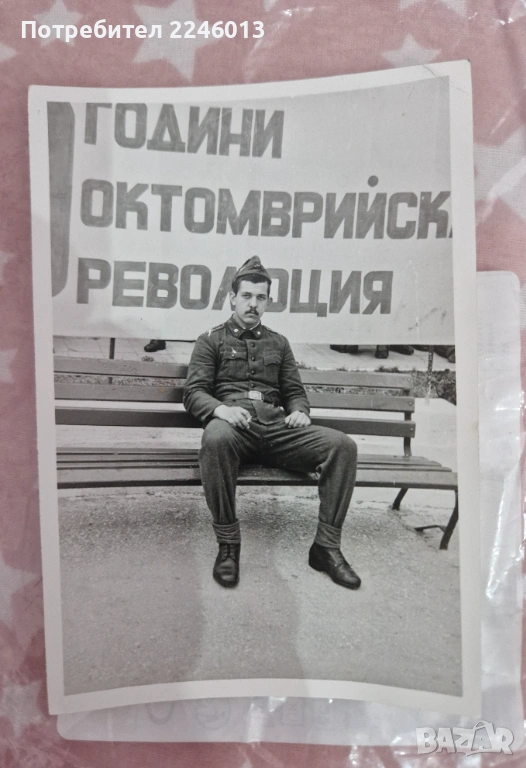 Потребител 2246013
ГОДИНИ
ОКТОМВРИЙСК
РЕВОЛЮЦИЯ
BAZAR